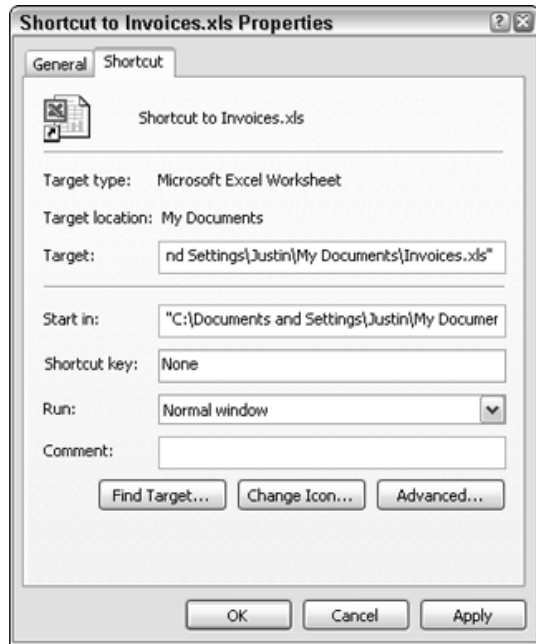 Shortcut to Invoices.xls Properties
General Shortcut
Shortcut to Invoices.xls
Target type: Microsoft Excel Worksheet
Target location: My Documents
Target: nd Settings\Justin\My Documents\Invoices.xls"
Start in: "C:\Documents and Settings\Justin\My Documer
Shortcut key: None
Run: Normal window
Comment:
Find Target... Change Icon... Advanced...
OK Cancel Apply